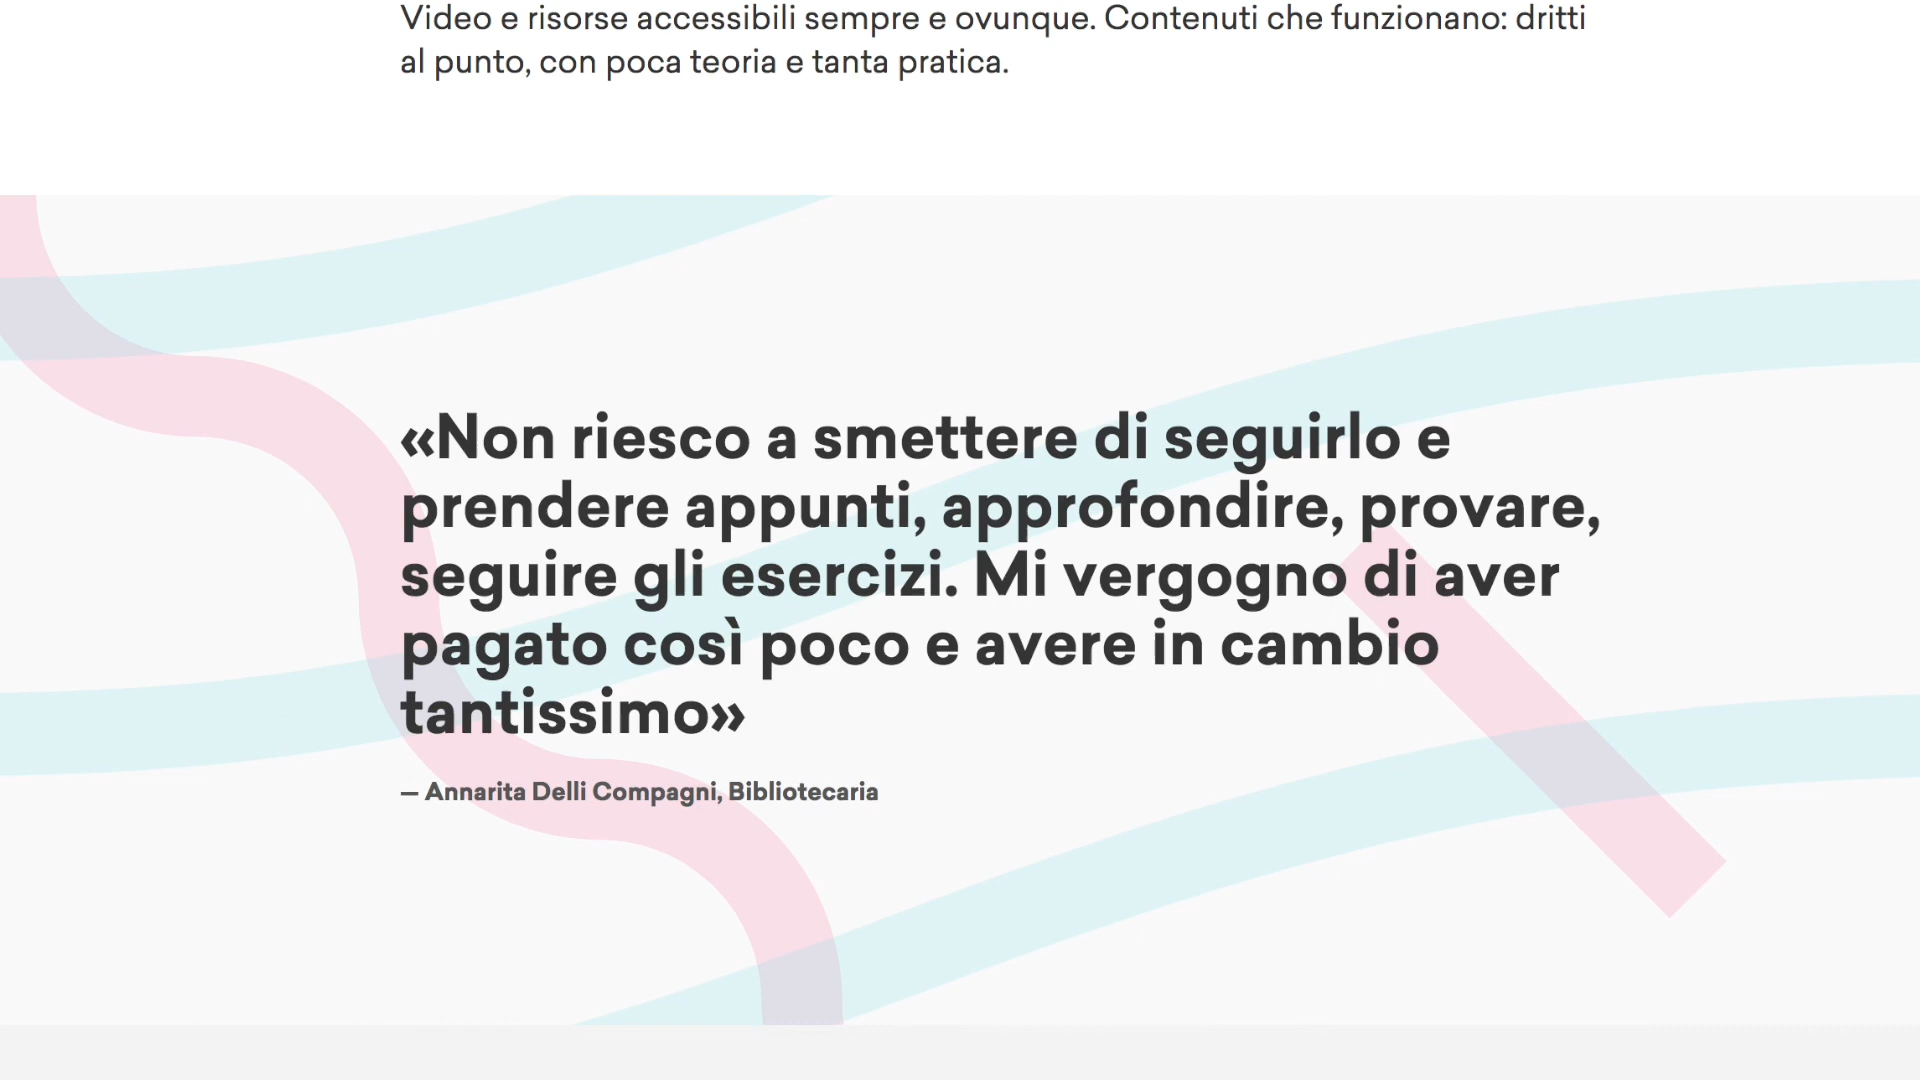 Video e risorse accessibili sempre e ovunque. Contenuti che funzionano: dritti
al punto, con poca teoria e tanta pratica.
«Non riesco a smettere di seguirlo e
prendere appunti, approfondire, provare,
seguire gli esercizi. Mi vergogno di aver
pagato così poco e avere in cambio
tantissimo»
— Annarita Delli Compagni, Bibliotecaria